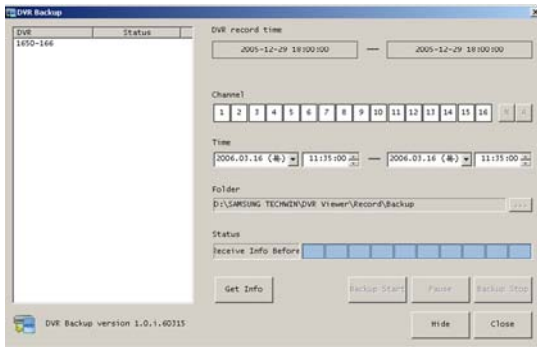 DVR Backup
DVR Status
1650-166
DVR record time
2005-12-29 18:00:00 — 2005-12-29 18:00:00
Channel
1 2 3 4 5 6 7 8 9 10 11 12 13 14 15 16 N A
Time
2006.03.16 (목) 11:35:00 — 2006.03.16 (목) 11:35:00
Folder
D:\SAMSUNG TECHWIN\DVR Viewer\Record\Backup ...
Status
Receive Info Before
Get Info Backup Start Pause Backup Stop
DVR Backup version 1.0.1.60315
Hide Close